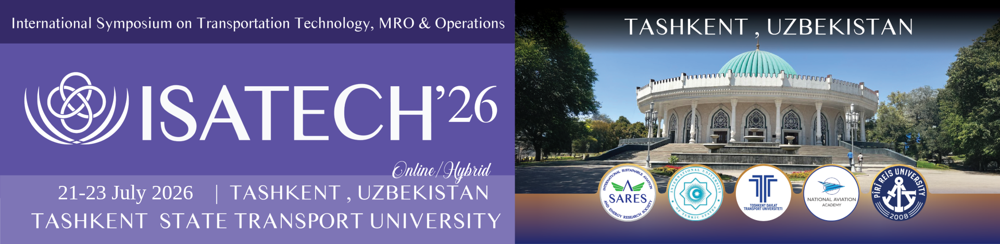 International Symposium on Transportation Technology, MRO & Operations
ISATECH’26
Online/Hybrid
21-23 July 2026 | TASHKENT , UZBEKISTAN
TASHKENT STATE TRANSPORT UNIVERSITY
TASHKENT , UZBEKISTAN
INTERNATIONAL SUSTAINABLE AVIATION
SARES
AND ENERGY RESEARCH SOCIETY
INTERNATIONAL UNIVERSITY
OF TURKIC STATES
TOSHKENT DAVLAT
TRANSPORT UNIVERSITETI
NATIONAL AVIATION
ACADEMY
PÎRÎ REİS UNIVERSITY
2008